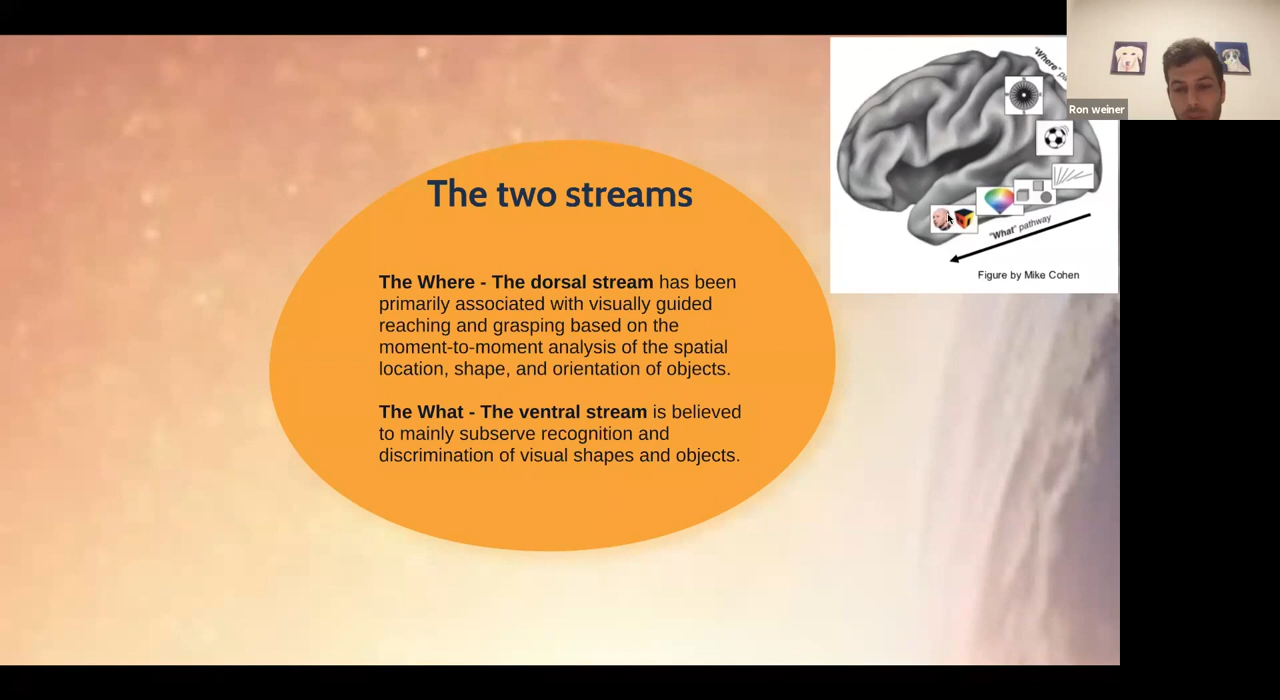 The two streams
The Where - The dorsal stream has been
primarily associated with visually guided
reaching and grasping based on the
moment-to-moment analysis of the spatial
location, shape, and orientation of objects.
The What - The ventral stream is believed
to mainly subserve recognition and
discrimination of visual shapes and objects.
"Where"
"What" pathway
Figure by Mike Cohen
Ron weiner